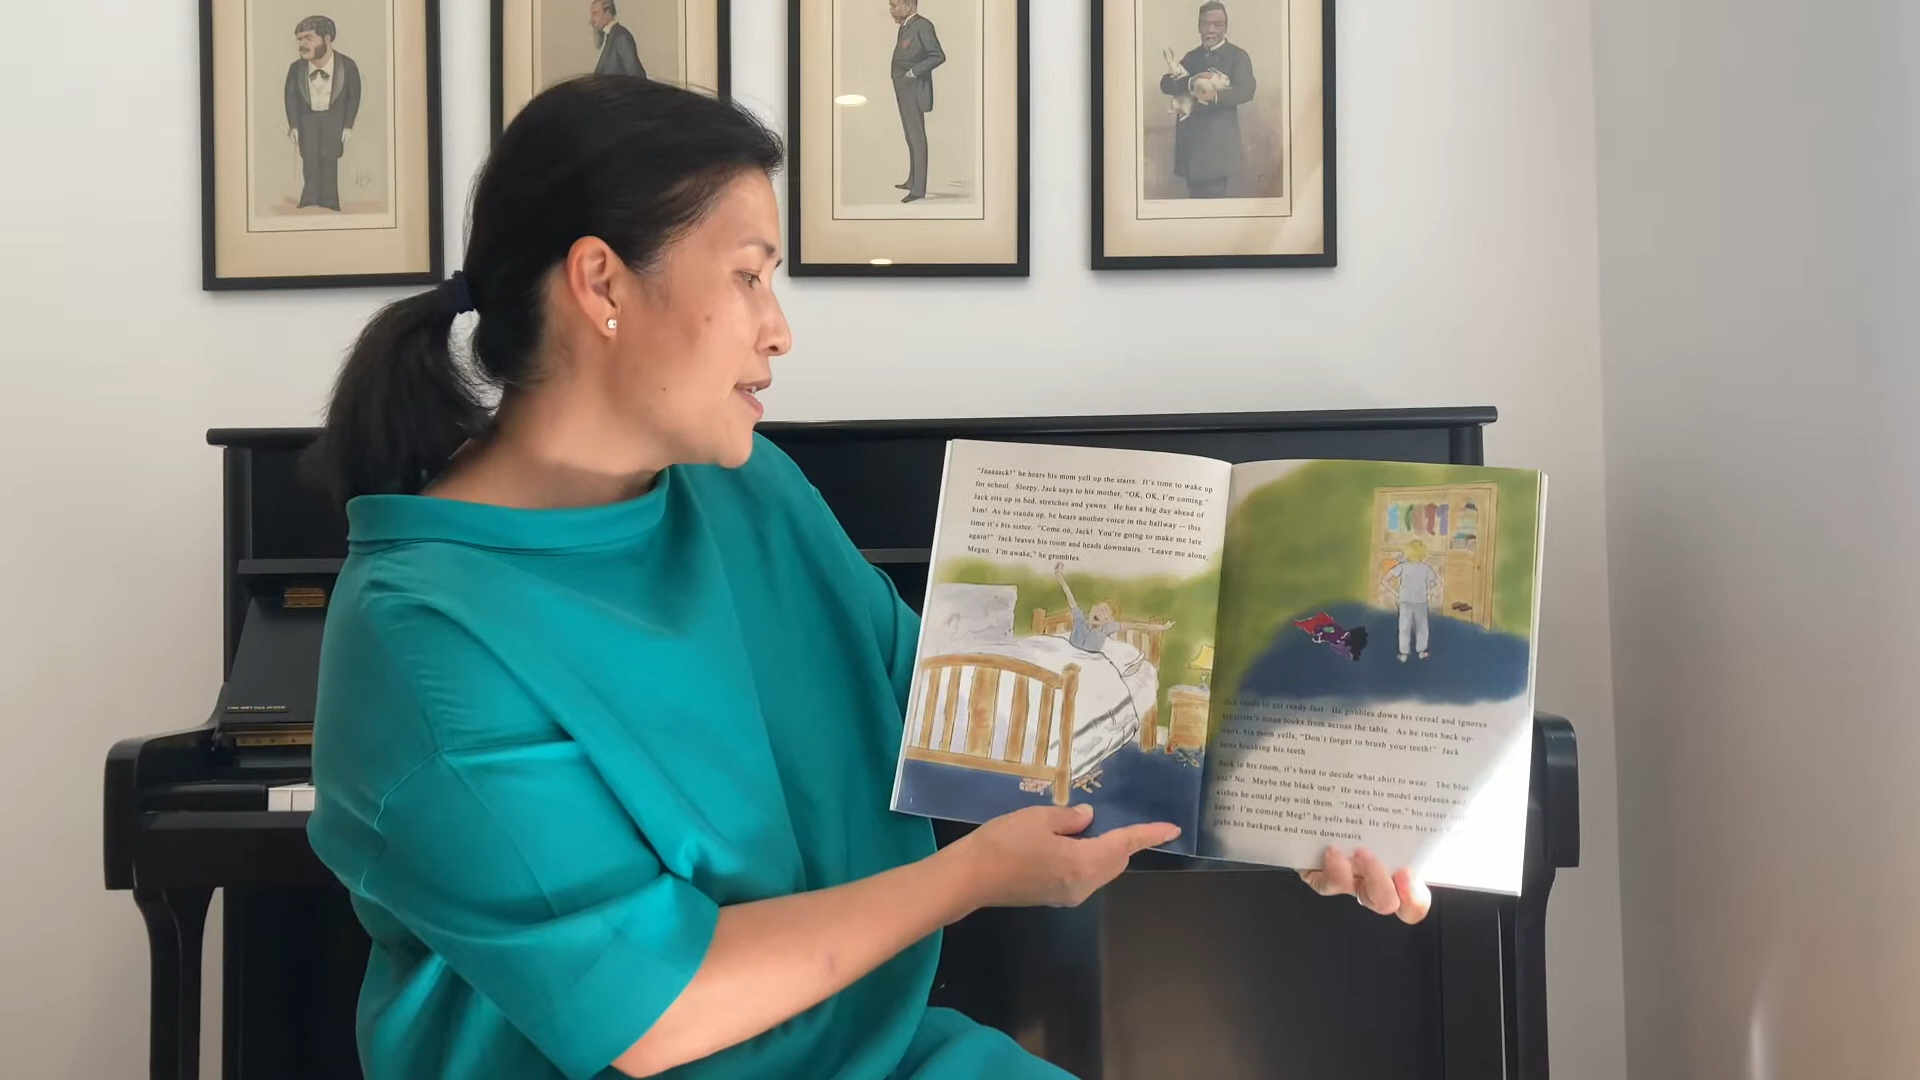 "Jaaaaack!" he hears his mom yell up the stairs. It's time to wake up
for school. Sleepy, Jack says to his mother, "OK, OK, I'm coming."
Jack sits up in bed, stretches and yawns. He has a big day ahead of
him! As he stands up, he hears another voice in the hallway -- this
time it's his sister. "Come on, Jack! You're going to make me late
again!" Jack leaves his room and heads downstairs. "Leave me alone,
Megan. I'm awake," he grumbles.
needs to get ready fast. He gobbles down his cereal and ignores
his sister's mean looks from across the table. As he runs back up-
stairs, his mom yells, "Don't forget to brush your teeth!" Jack
hates brushing his teeth.
Back in his room, it's hard to decide what shirt to wear. The blue
one? No. Maybe the black one? He sees his model airplanes and
wishes he could play with them. "Jack! Come on," his sister
know! I'm coming Meg!" he yells back. He slips on his
grabs his backpack and runs downstairs.